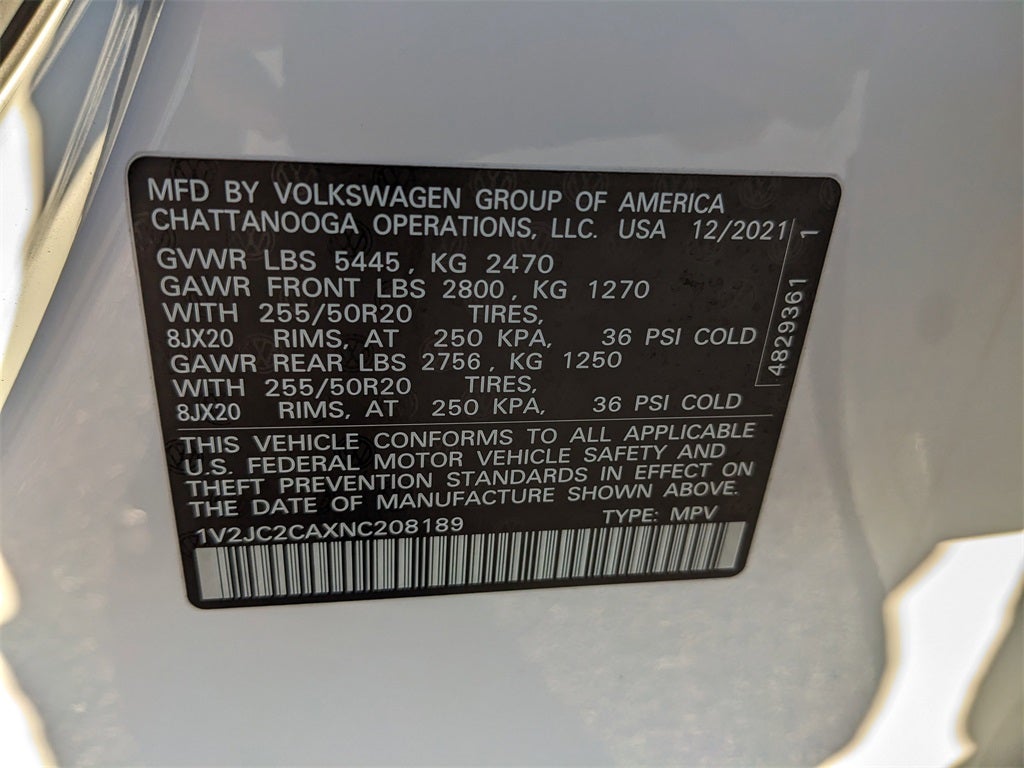 MFD BY VOLKSWAGEN GROUP OF AMERICA
CHATTANOOGA OPERATIONS, LLC. USA 12/2021
GVWR LBS 5445, KG 2470
GAWR FRONT LBS 2800, KG 1270
WITH 255/50R20 TIRES,
8JX20 RIMS, AT 250 KPA, 36 PSI COLD
GAWR REAR LBS 2756, KG 1250
WITH 255/50R20 TIRES,
8JX20 RIMS, AT 250 KPA, 36 PSI COLD
4829361 1
THIS VEHICLE CONFORMS TO ALL APPLICABLE
U.S. FEDERAL MOTOR VEHICLE SAFETY AND
THEFT PREVENTION STANDARDS IN EFFECT ON
THE DATE OF MANUFACTURE SHOWN ABOVE.
1V2JC2CAXNC208189 TYPE: MPV